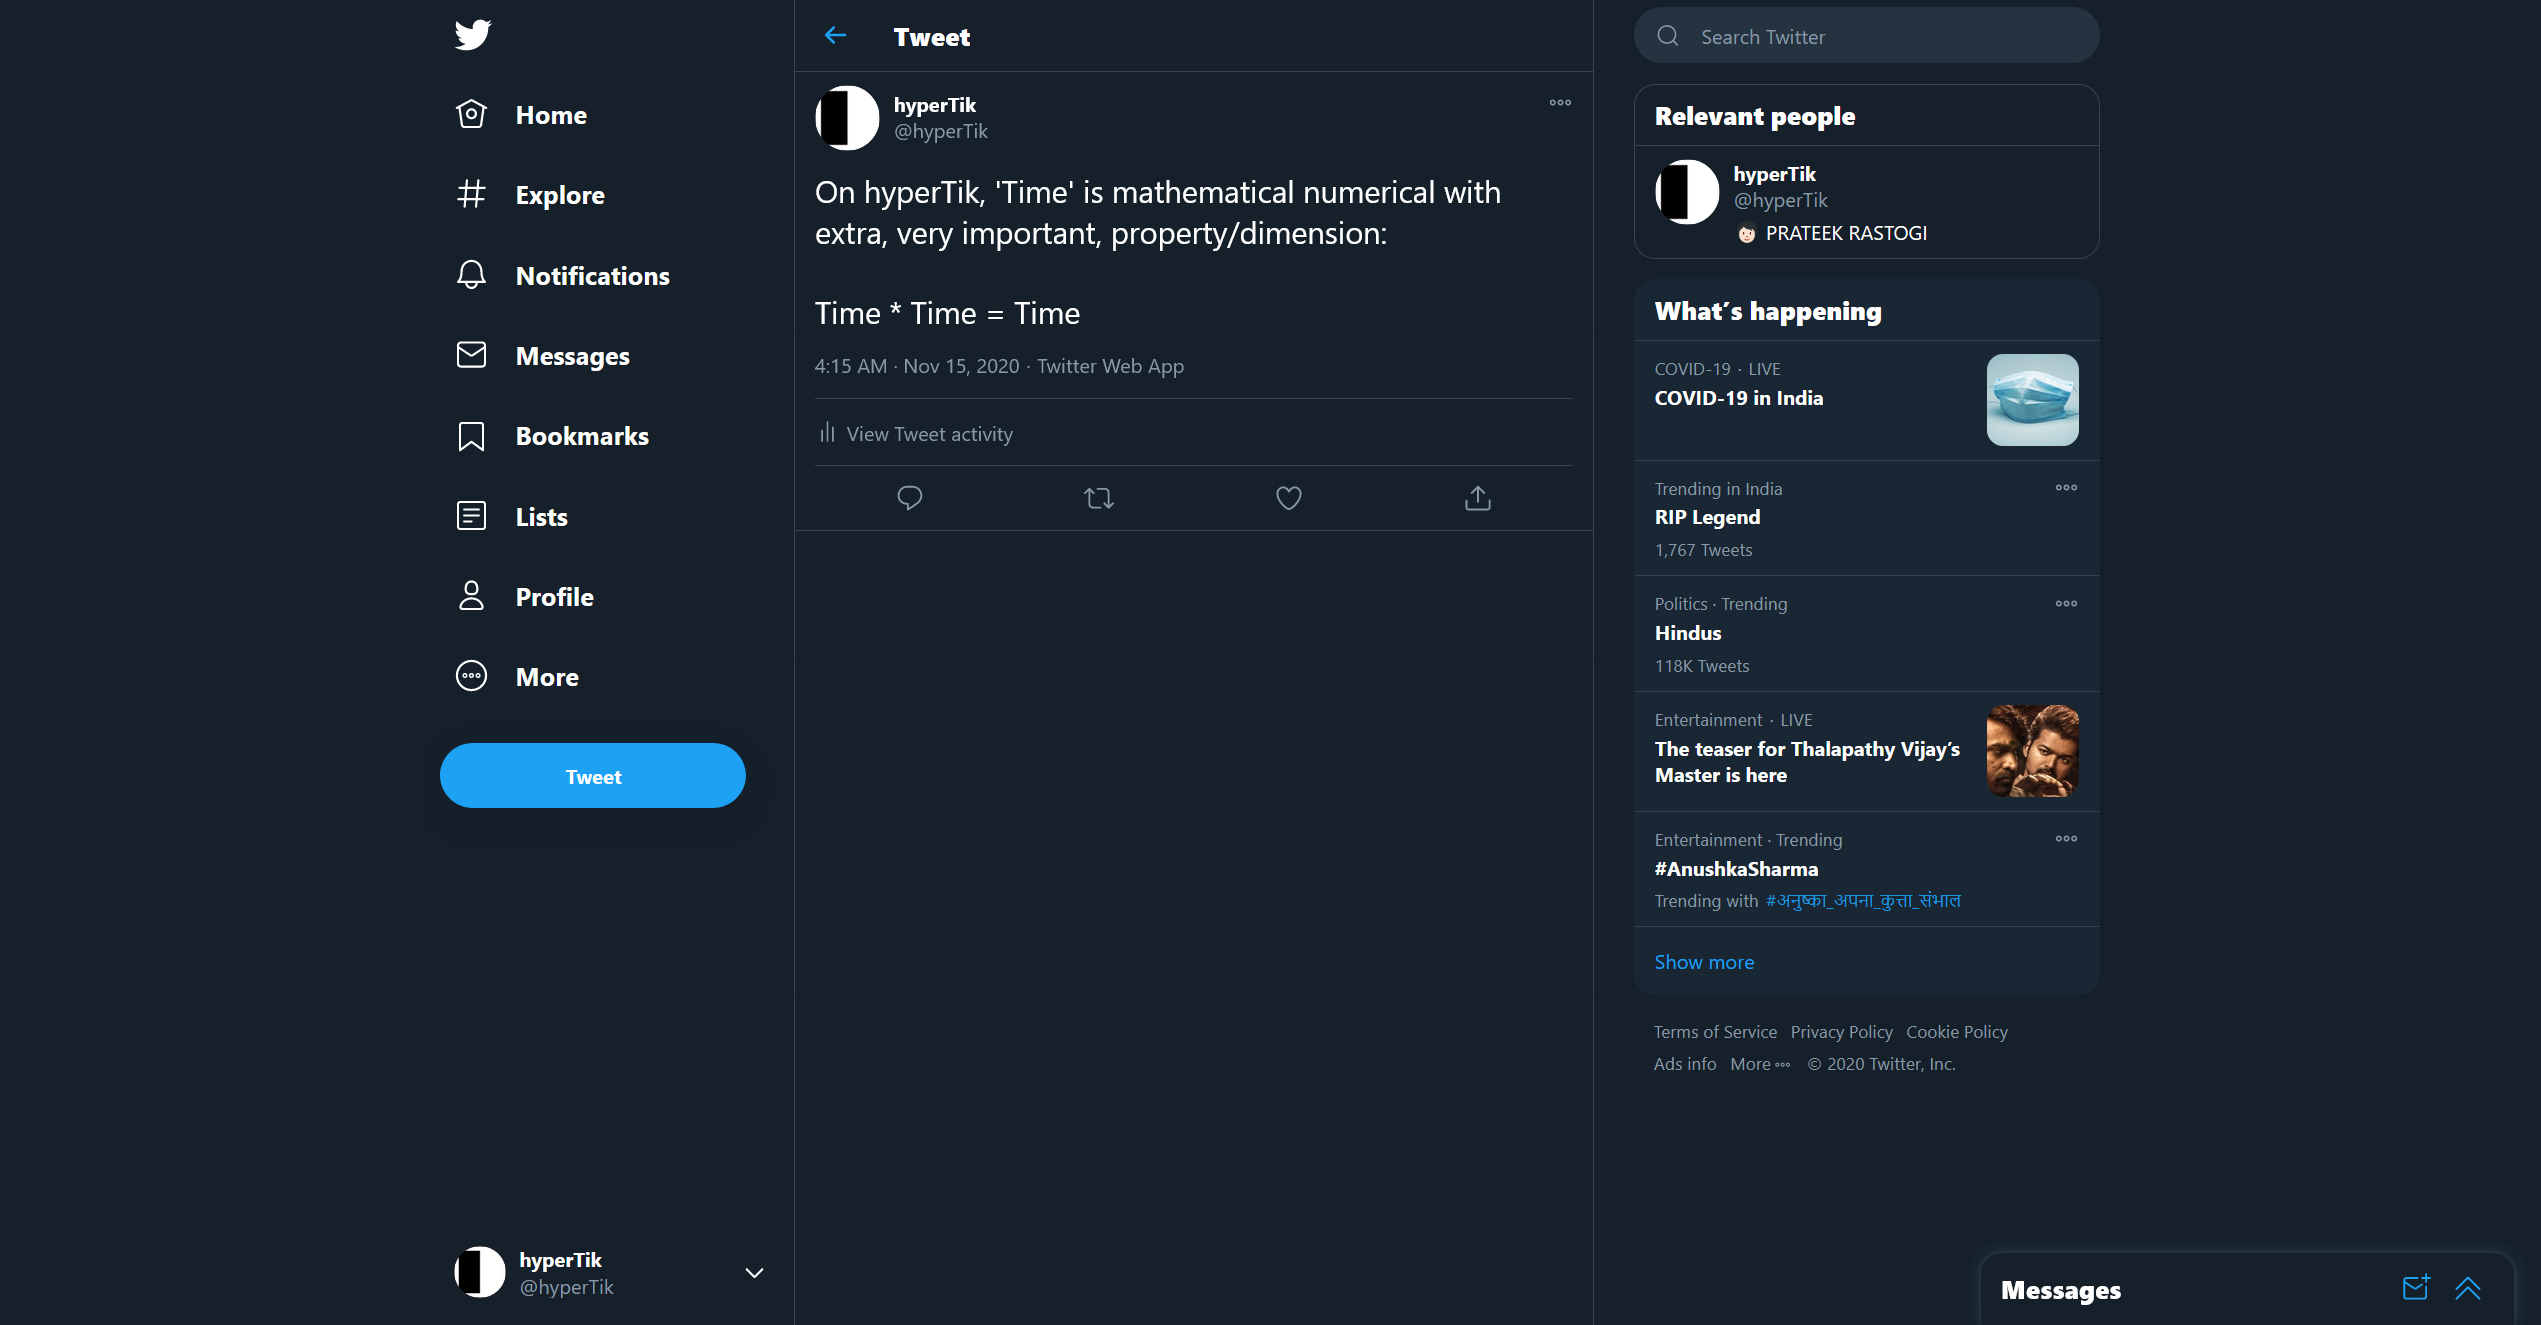 Home
Explore
Notifications
Messages
Bookmarks
Lists
Profile
More
Tweet
hyperTik
@hyperTik
Tweet
hyperTik
@hyperTik
On hyperTik, 'Time' is mathematical numerical with
extra, very important, property/dimension:
Time * Time = Time
4:15 AM · Nov 15, 2020 · Twitter Web App
View Tweet activity
Search Twitter
Relevant people
hyperTik
@hyperTik
PRATEEK RASTOGI
What's happening
COVID-19 · LIVE
COVID-19 in India
Trending in India
RIP Legend
1,767 Tweets
Politics · Trending
Hindus
118K Tweets
Entertainment · LIVE
The teaser for Thalapathy Vijay's
Master is here
Entertainment · Trending
#AnushkaSharma
Trending with #अनुष्का_अपना_कुत्ता_संभाल
Show more
Terms of Service Privacy Policy Cookie Policy
Ads info More © 2020 Twitter, Inc.
Messages